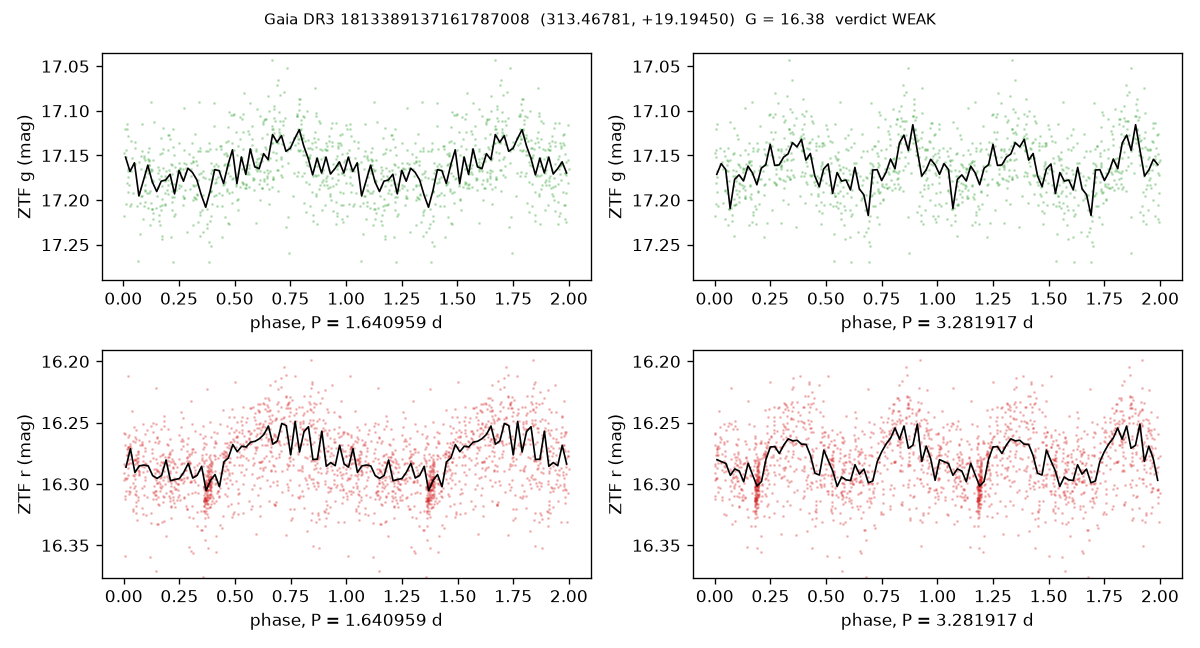 Gaia DR3 1813389137161787008 (313.46781, +19.19450) G = 16.38 verdict WEAK
ZTF g (mag)
17.05
17.10
17.15
17.20
17.25
0.00 0.25 0.50 0.75 1.00 1.25 1.50 1.75 2.00
phase, P = 1.640959 d
ZTF g (mag)
17.05
17.10
17.15
17.20
17.25
0.00 0.25 0.50 0.75 1.00 1.25 1.50 1.75 2.00
phase, P = 3.281917 d
ZTF r (mag)
16.20
16.25
16.30
16.35
0.00 0.25 0.50 0.75 1.00 1.25 1.50 1.75 2.00
phase, P = 1.640959 d
ZTF r (mag)
16.20
16.25
16.30
16.35
0.00 0.25 0.50 0.75 1.00 1.25 1.50 1.75 2.00
phase, P = 3.281917 d